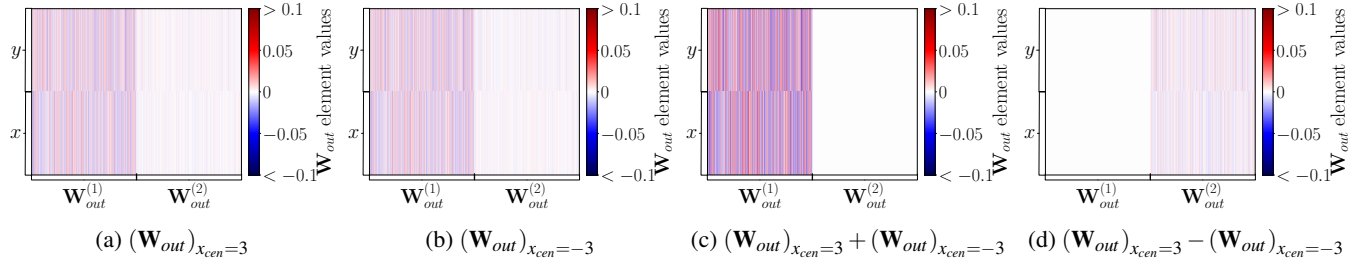 y
x
W_out^(1) W_out^(2)
> 0.1
0.05
0
−0.05
< −0.1
W_out element values
(a) (W_out)_{x_cen=3}
y
x
W_out^(1) W_out^(2)
> 0.1
0.05
0
−0.05
< −0.1
W_out element values
(b) (W_out)_{x_cen=−3}
y
x
W_out^(1) W_out^(2)
> 0.1
0.05
0
−0.05
< −0.1
W_out element values
(c) (W_out)_{x_cen=3} + (W_out)_{x_cen=−3}
y
x
W_out^(1) W_out^(2)
> 0.1
0.05
0
−0.05
< −0.1
W_out element values
(d) (W_out)_{x_cen=3} − (W_out)_{x_cen=−3}